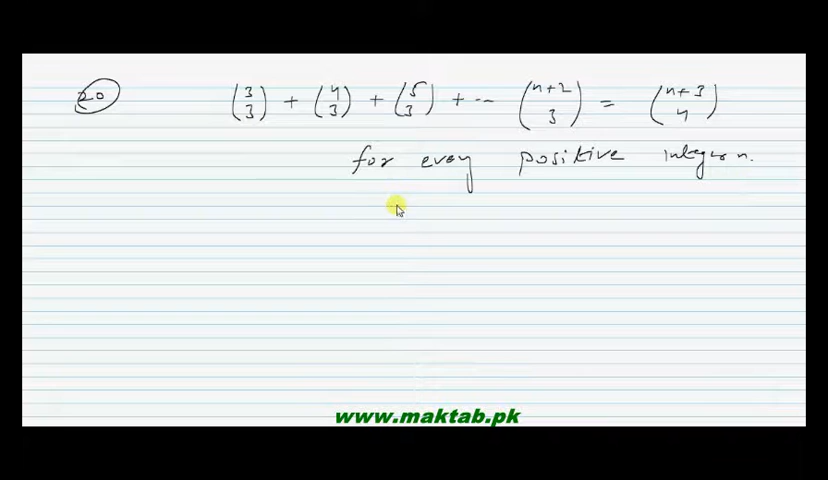 20 (3 3) + (4 3) + (5 3) + --- (n+2 3) = (n+3 4)
for every positive integer n.
www.maktab.pk